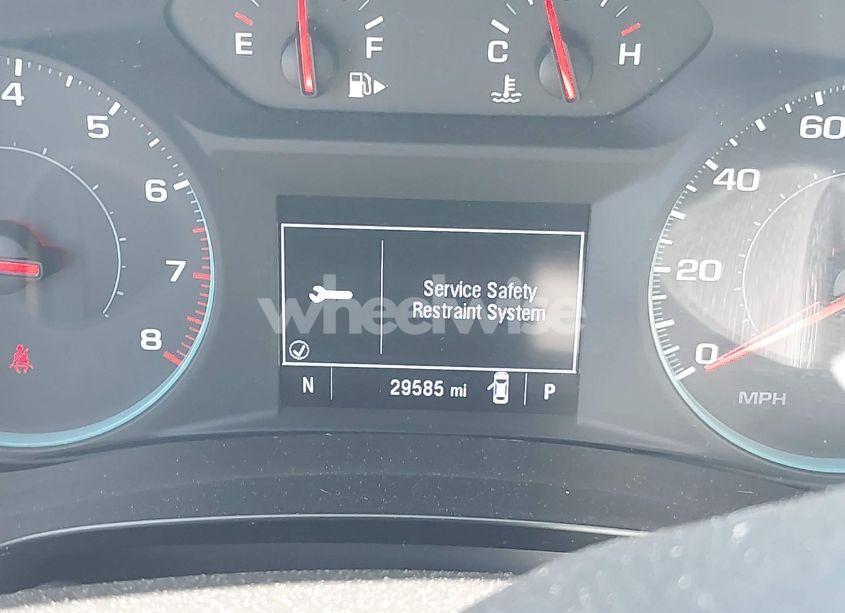 E F
C H
4
5
6
7
8
60
40
20
0
MPH
Service Safety
Restraint System
N 29585 mi P
wheelwise